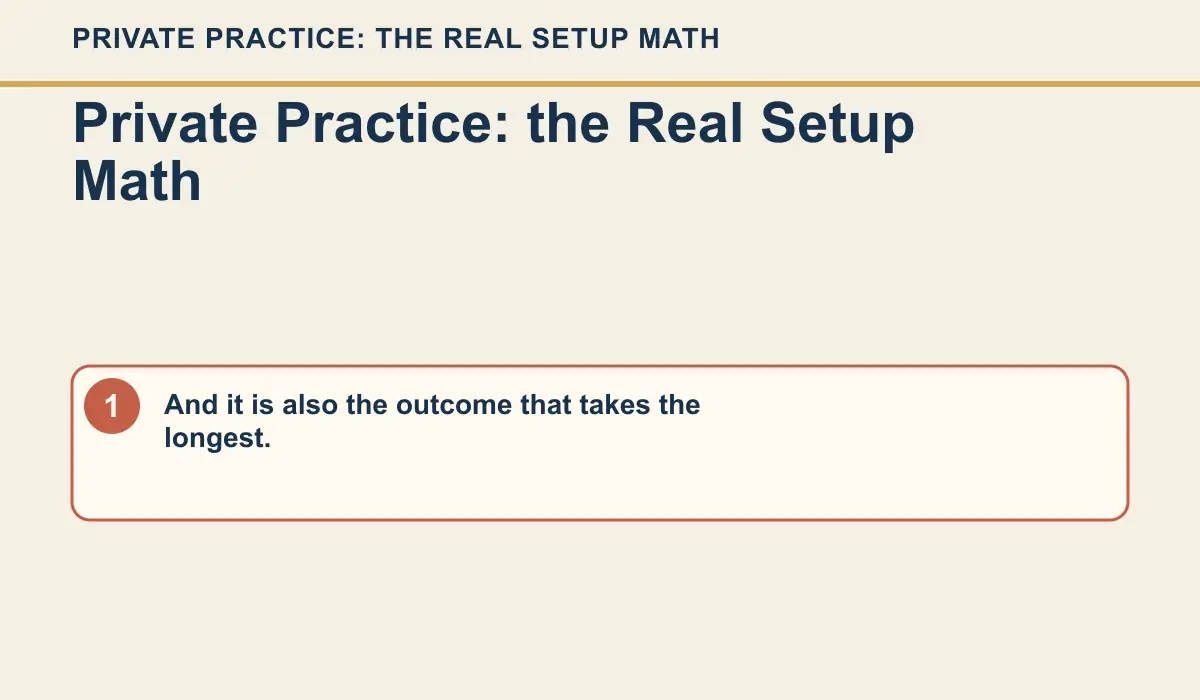 PRIVATE PRACTICE: THE REAL SETUP MATH
Private Practice: the Real Setup
Math
1
And it is also the outcome that takes the
longest.